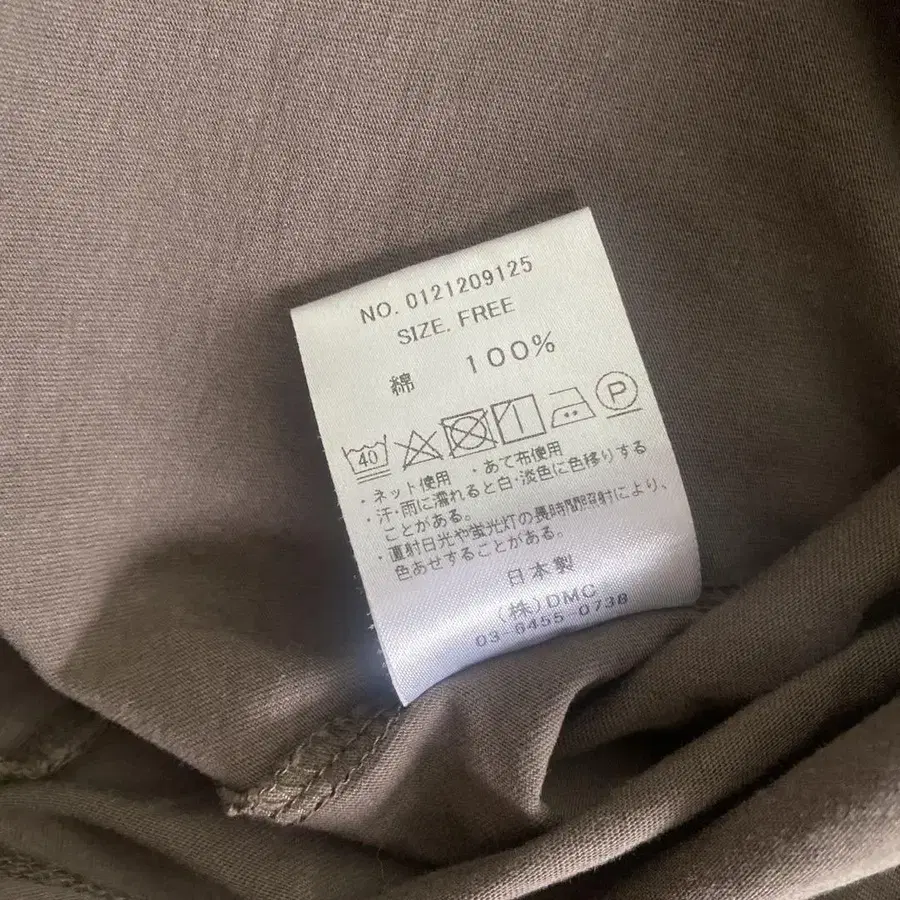 NO. 0121209125
SIZE. FREE
綿 100%
40 P
・ネット使用 ・あて布使用
・汗・雨に濡れると白・淡色に色移りする
ことがある。
・直射日光や蛍光灯の長時間照射により、
色あせすることがある。
日本製
(株)DMC
03-6455-0738